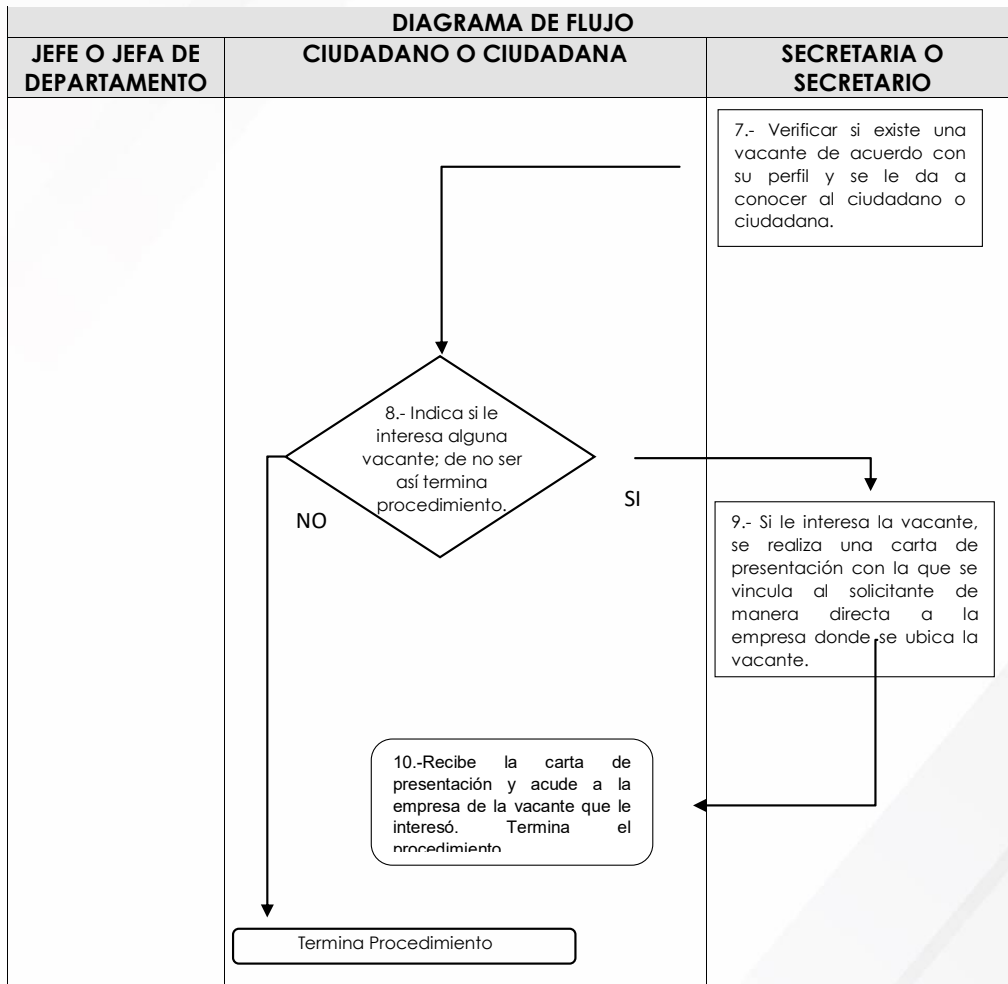 DIAGRAMA DE FLUJO
JEFE O JEFA DE
DEPARTAMENTO
CIUDADANO O CIUDADANA
SECRETARIA O
SECRETARIO
7.- Verificar si existe una
vacante de acuerdo con
su perfil y se le da a
conocer al ciudadano o
ciudadana.
8.- Indica si le
interesa alguna
vacante; de no ser
así termina
procedimiento.
NO
SI
9.- Si le interesa la vacante,
se realiza una carta de
presentación con la que se
vincula al solicitante de
manera directa a la
empresa donde se ubica la
vacante.
10.-Recibe la carta de
presentación y acude a la
empresa de la vacante que le
interesó. Termina el
procedimiento
Termina Procedimiento